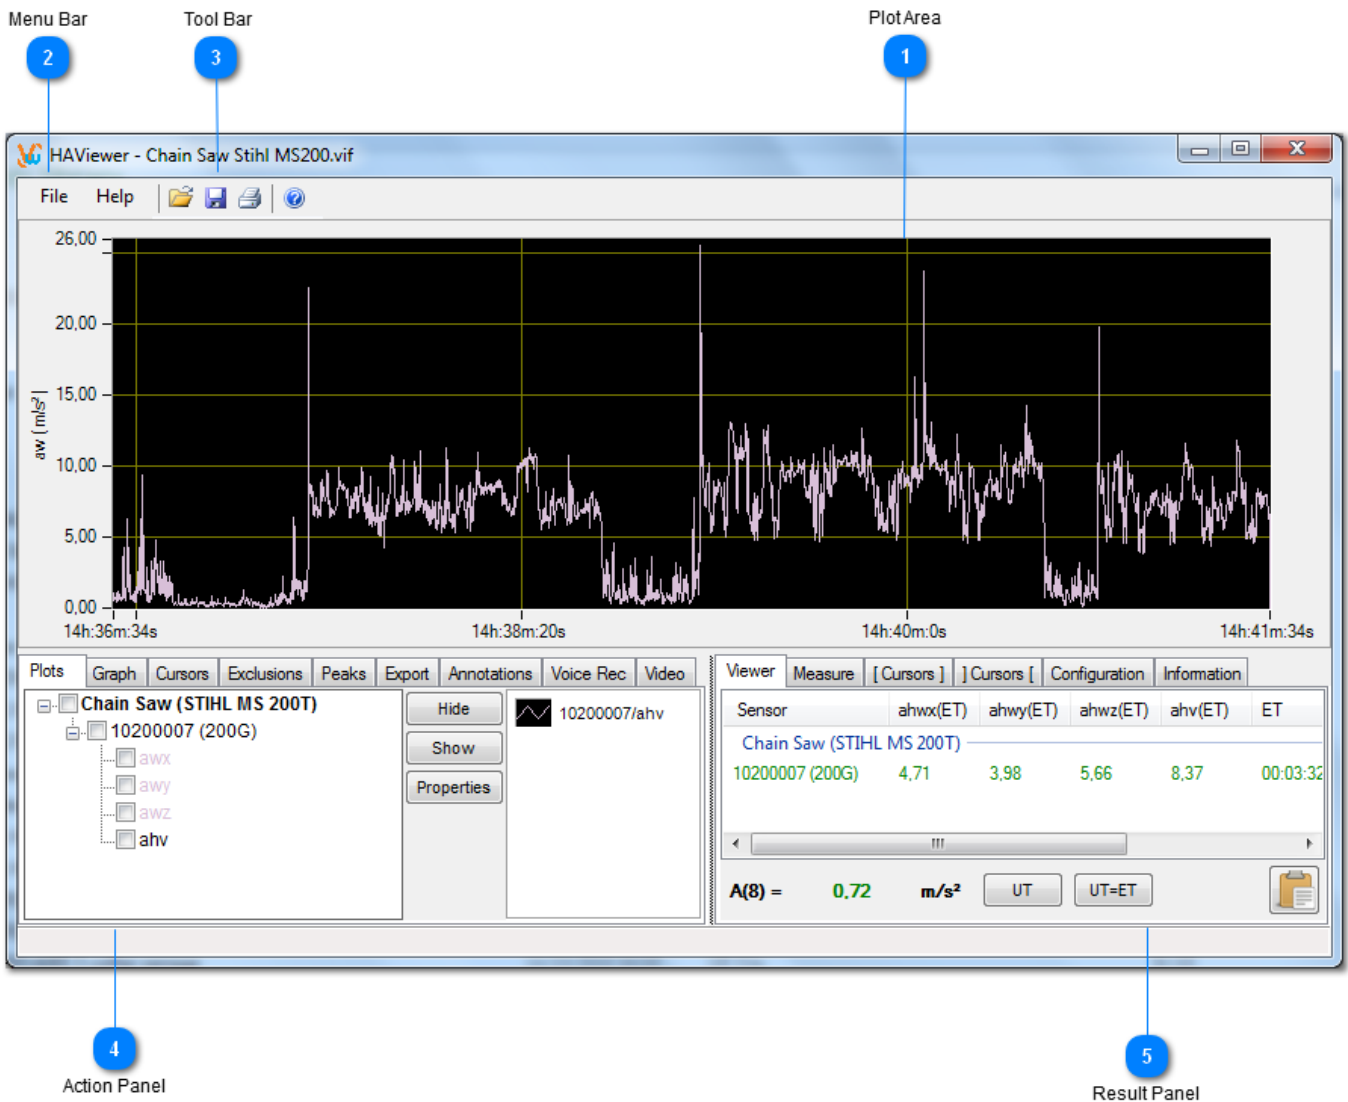 Menu Bar Tool Bar Plot Area
2 3 1
HAViewer - Chain Saw Stihl MS200.vif
File Help
26,00
20,00
15,00
10,00
5,00
0,00
aw ( m/s² )
14h:36m:34s 14h:38m:20s 14h:40m:0s 14h:41m:34s
Plots Graph Cursors Exclusions Peaks Export Annotations Voice Rec Video
Chain Saw (STIHL MS 200T)
10200007 (200G)
awx
awy
awz
ahv
Hide
Show
Properties
10200007/ahv
Viewer Measure [ Cursors ] ] Cursors [ Configuration Information
Sensor ahwx(ET) ahwy(ET) ahwz(ET) ahv(ET) ET
Chain Saw (STIHL MS 200T)
10200007 (200G) 4,71 3,98 5,66 8,37 00:03:32
A(8) = 0,72 m/s² UT UT=ET
4 5
Action Panel Result Panel